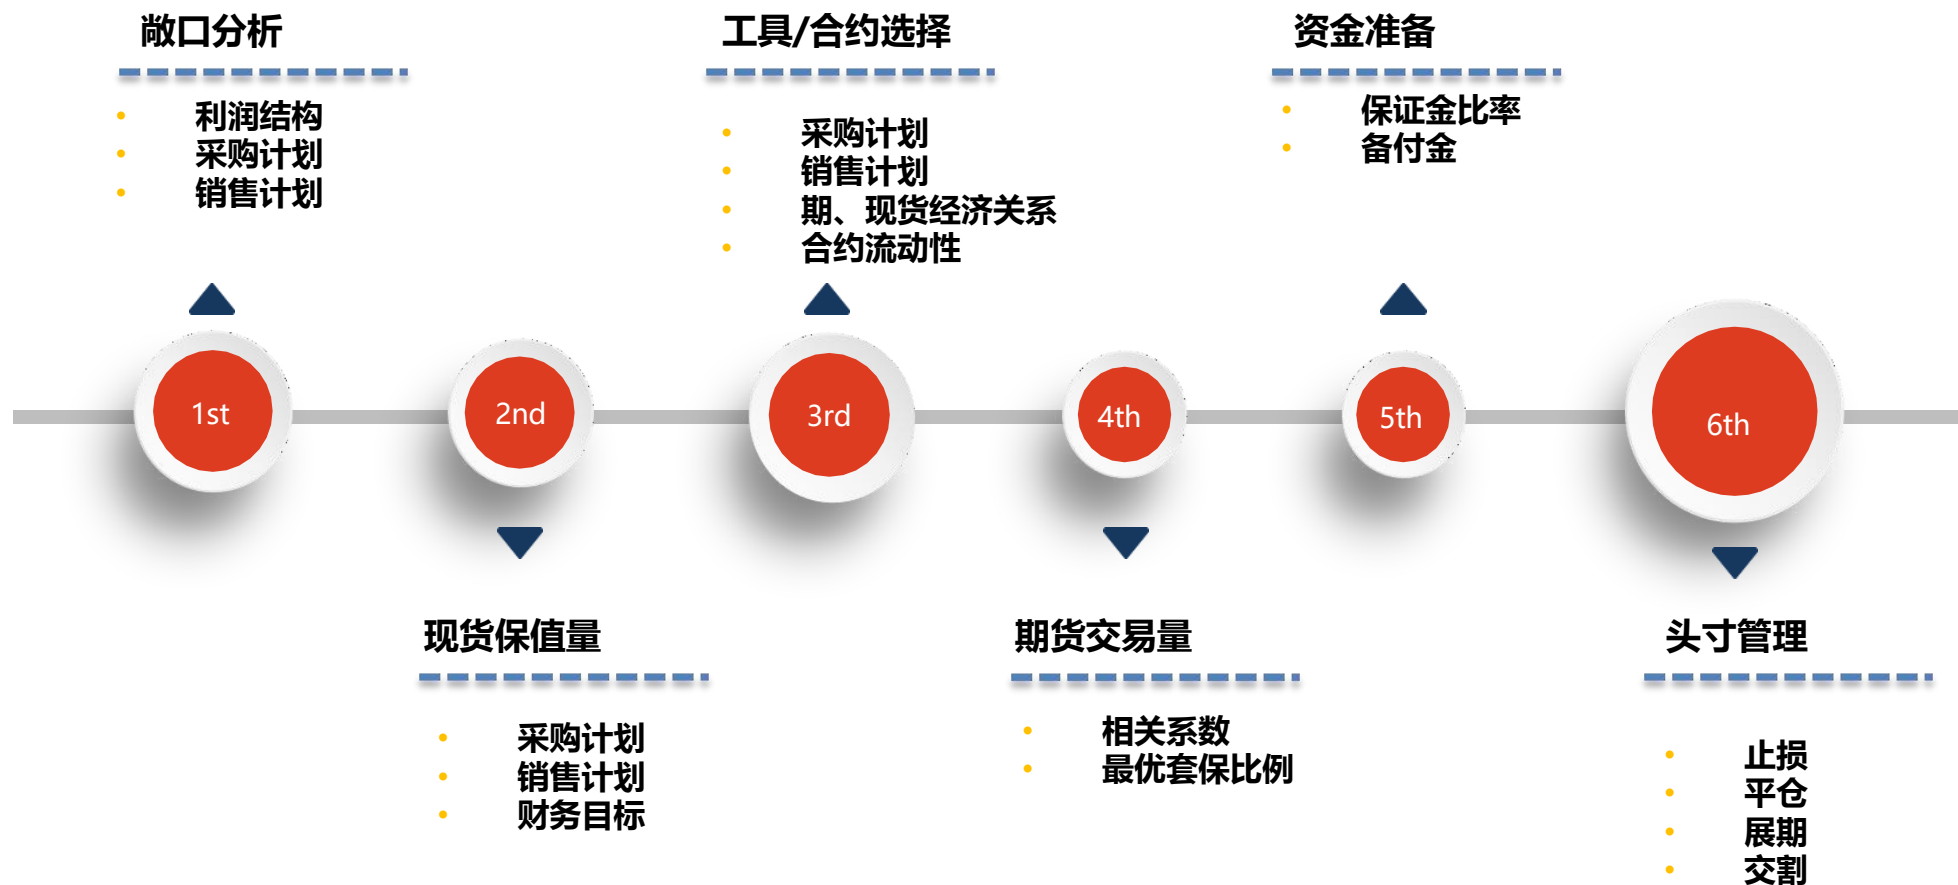 敞口分析
利润结构
采购计划
销售计划
工具/合约选择
采购计划
销售计划
期、现货经济关系
合约流动性
资金准备
保证金比率
备付金
1st
2nd
3rd
4th
5th
6th
现货保值量
采购计划
销售计划
财务目标
期货交易量
相关系数
最优套保比例
头寸管理
止损
平仓
展期
交割